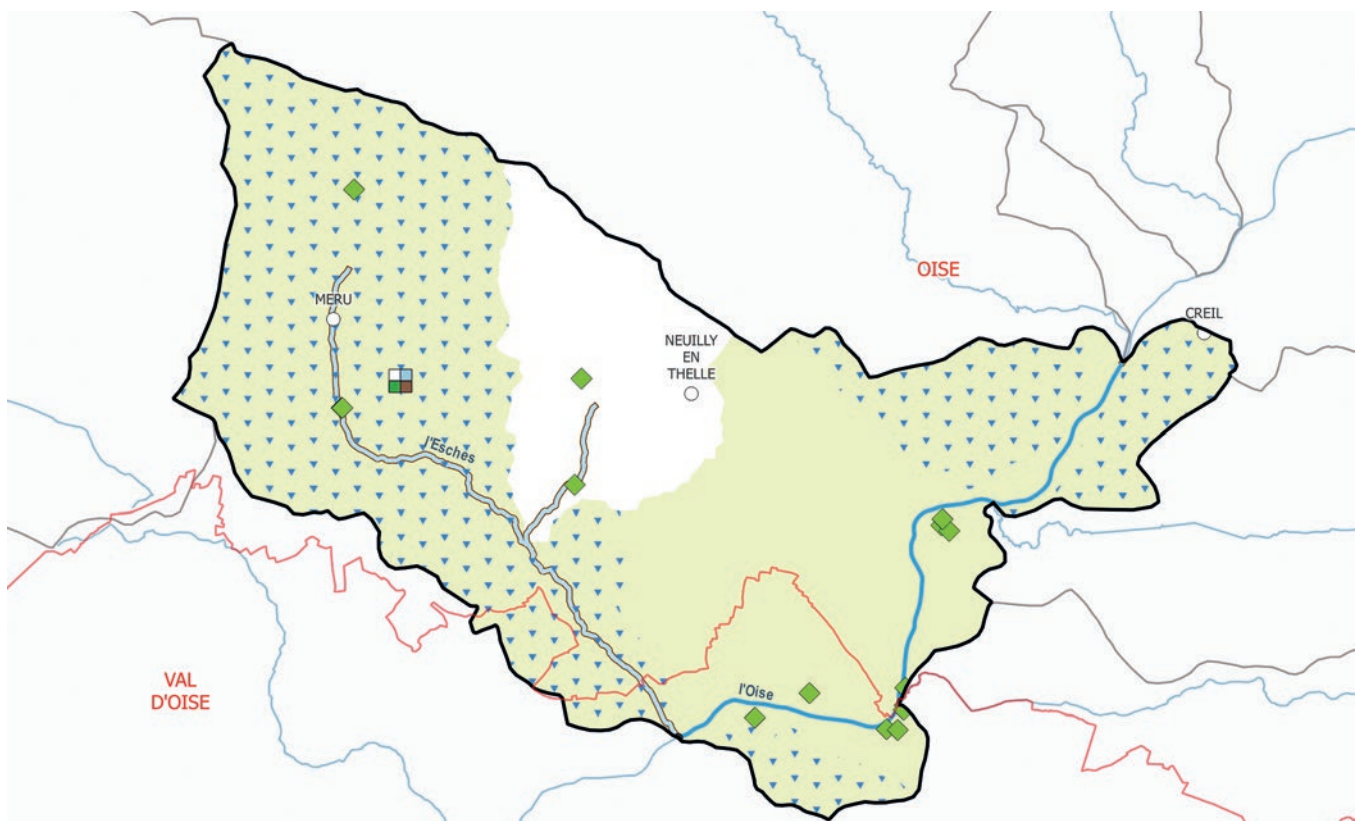 OISE
CREIL
MERU
NEUILLY
EN
THELLE
l'Esches
VAL
D'OISE
l'Oise